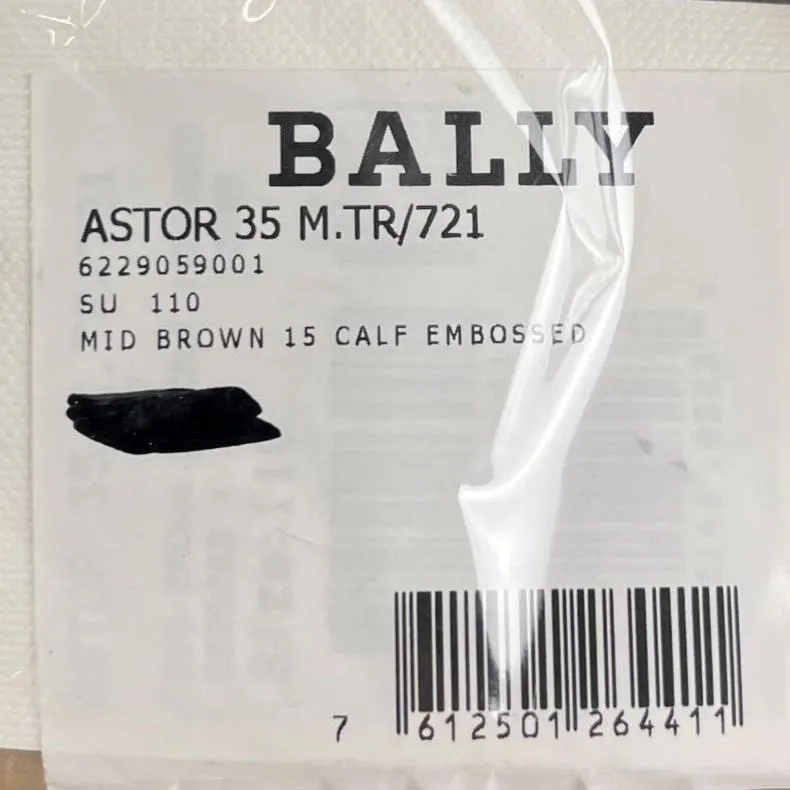 BALLY
ASTOR 35 M.TR/721
6229059001
SU 110
MID BROWN 15 CALF EMBOSSED
7 612501 264411